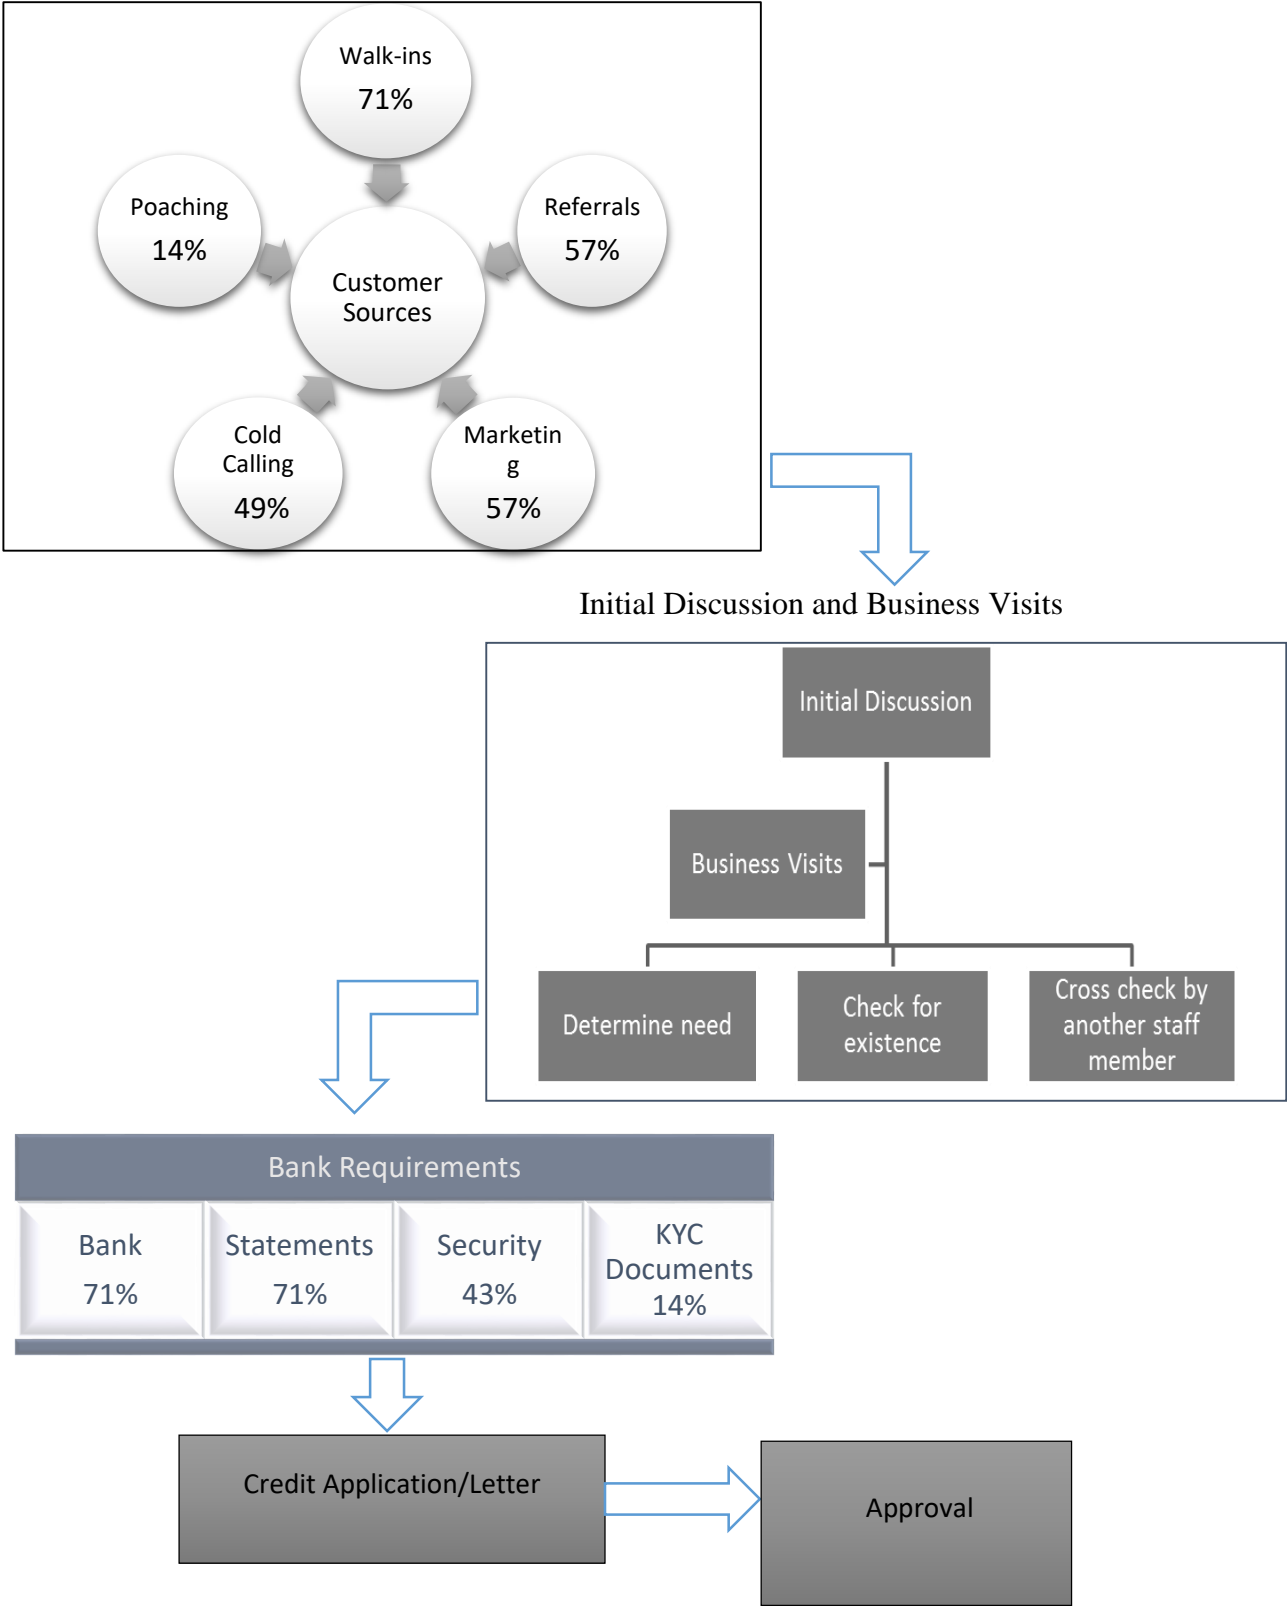 Walk-ins
71%
Poaching
14%
Referrals
57%
Customer
Sources
Cold
Calling
49%
Marketin
g
57%
Initial Discussion and Business Visits
Initial Discussion
Business Visits
Determine need
Check for
existence
Cross check by
another staff
member
Bank Requirements
Bank
71%
Statements
71%
Security
43%
KYC
Documents
14%
Credit Application/Letter
Approval